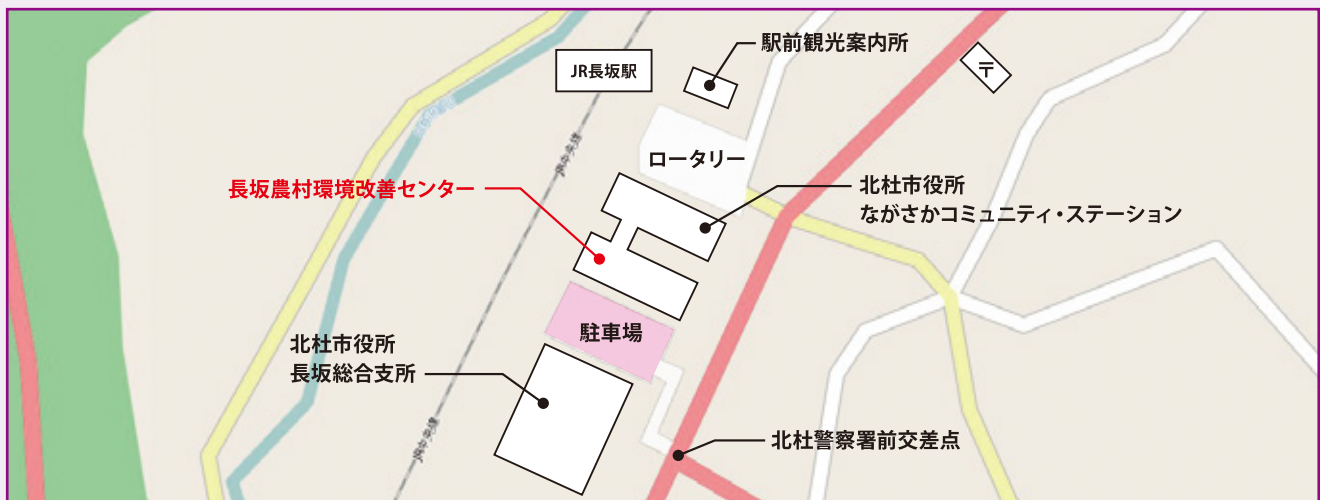 駅前観光案内所
JR長坂駅
〒
ロータリー
長坂農村環境改善センター
北杜市役所
ながさかコミュニティ・ステーション
駐車場
北杜市役所
長坂総合支所
北杜警察署前交差点